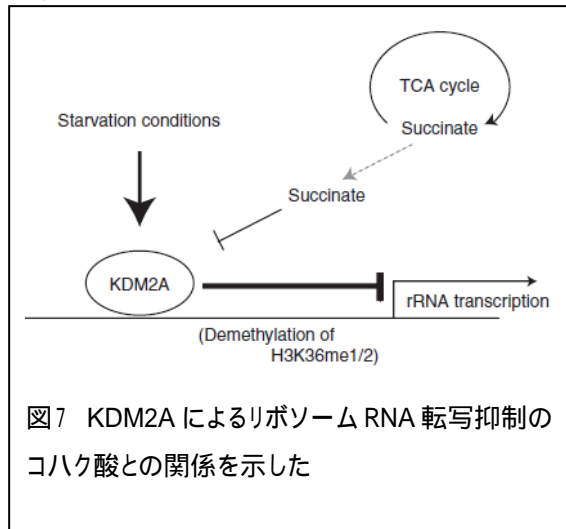 TCA cycle
Succinate
Starvation conditions
Succinate
KDM2A
rRNA transcription
(Demethylation of
H3K36me1/2)
図7 KDM2A によるリボソーム RNA 転写抑制の
コハク酸との関係を示した